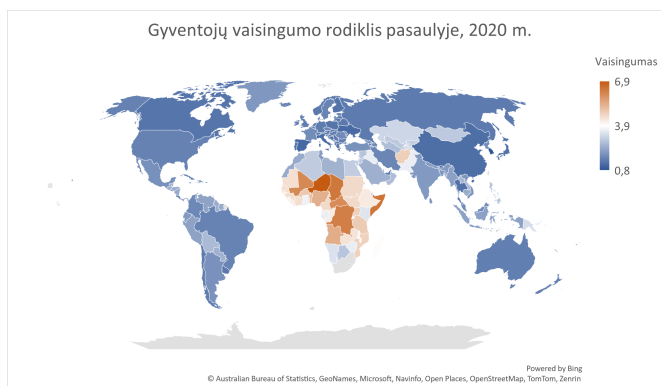 Gyventojų vaisingumo rodiklis pasaulyje, 2020 m.
Vaisingumas
6,9
3,9
0,8
Powered by Bing
© Australian Bureau of Statistics, GeoNames, Microsoft, Navinfo, Open Places, OpenStreetMap, TomTom, Zenrin